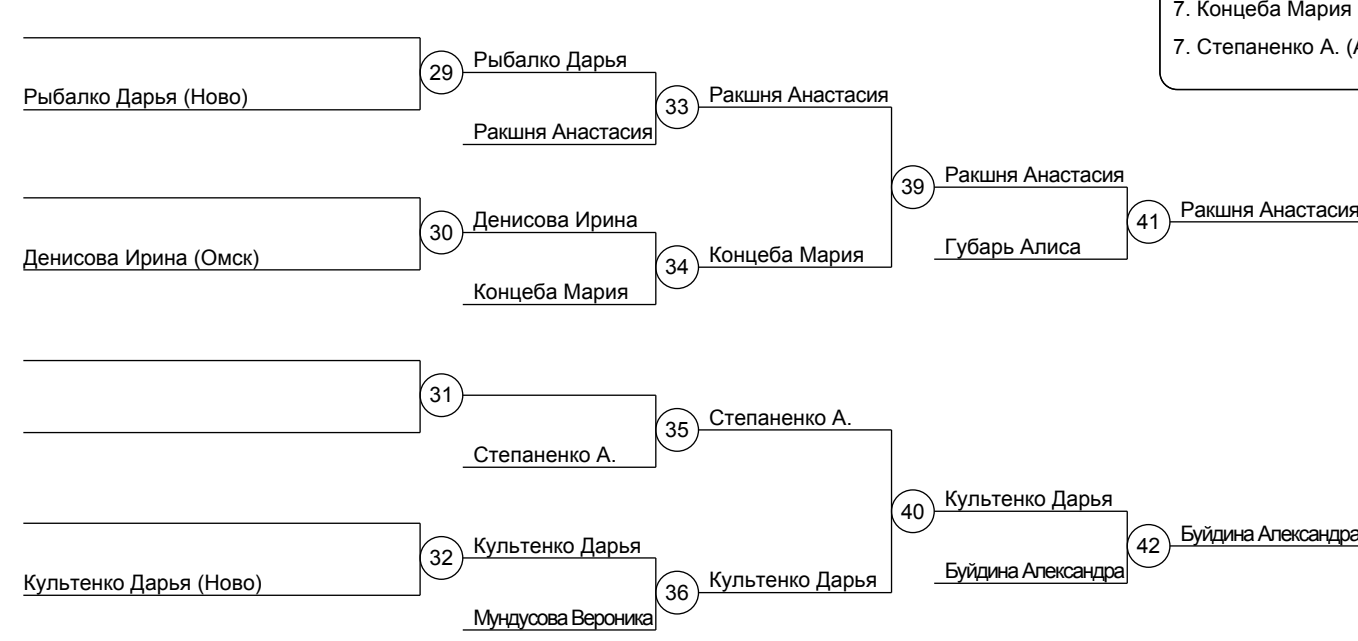 7. Концеба Мария
7. Степаненко А. (
Рыбалко Дарья
29
Рыбалко Дарья (Ново)
Ракшня Анастасия
33
Ракшня Анастасия
Ракшня Анастасия
39
Ракшня Анастасия
41
Денисова Ирина
30
Губарь Алиса
Денисова Ирина (Омск)
Концеба Мария
34
Концеба Мария
31
Степаненко А.
35
Степаненко А.
Культенко Дарья
40
Буйдина Александра
42
Культенко Дарья
32
Буйдина Александра
Культенко Дарья (Ново)
Культенко Дарья
36
Мундусова Вероника